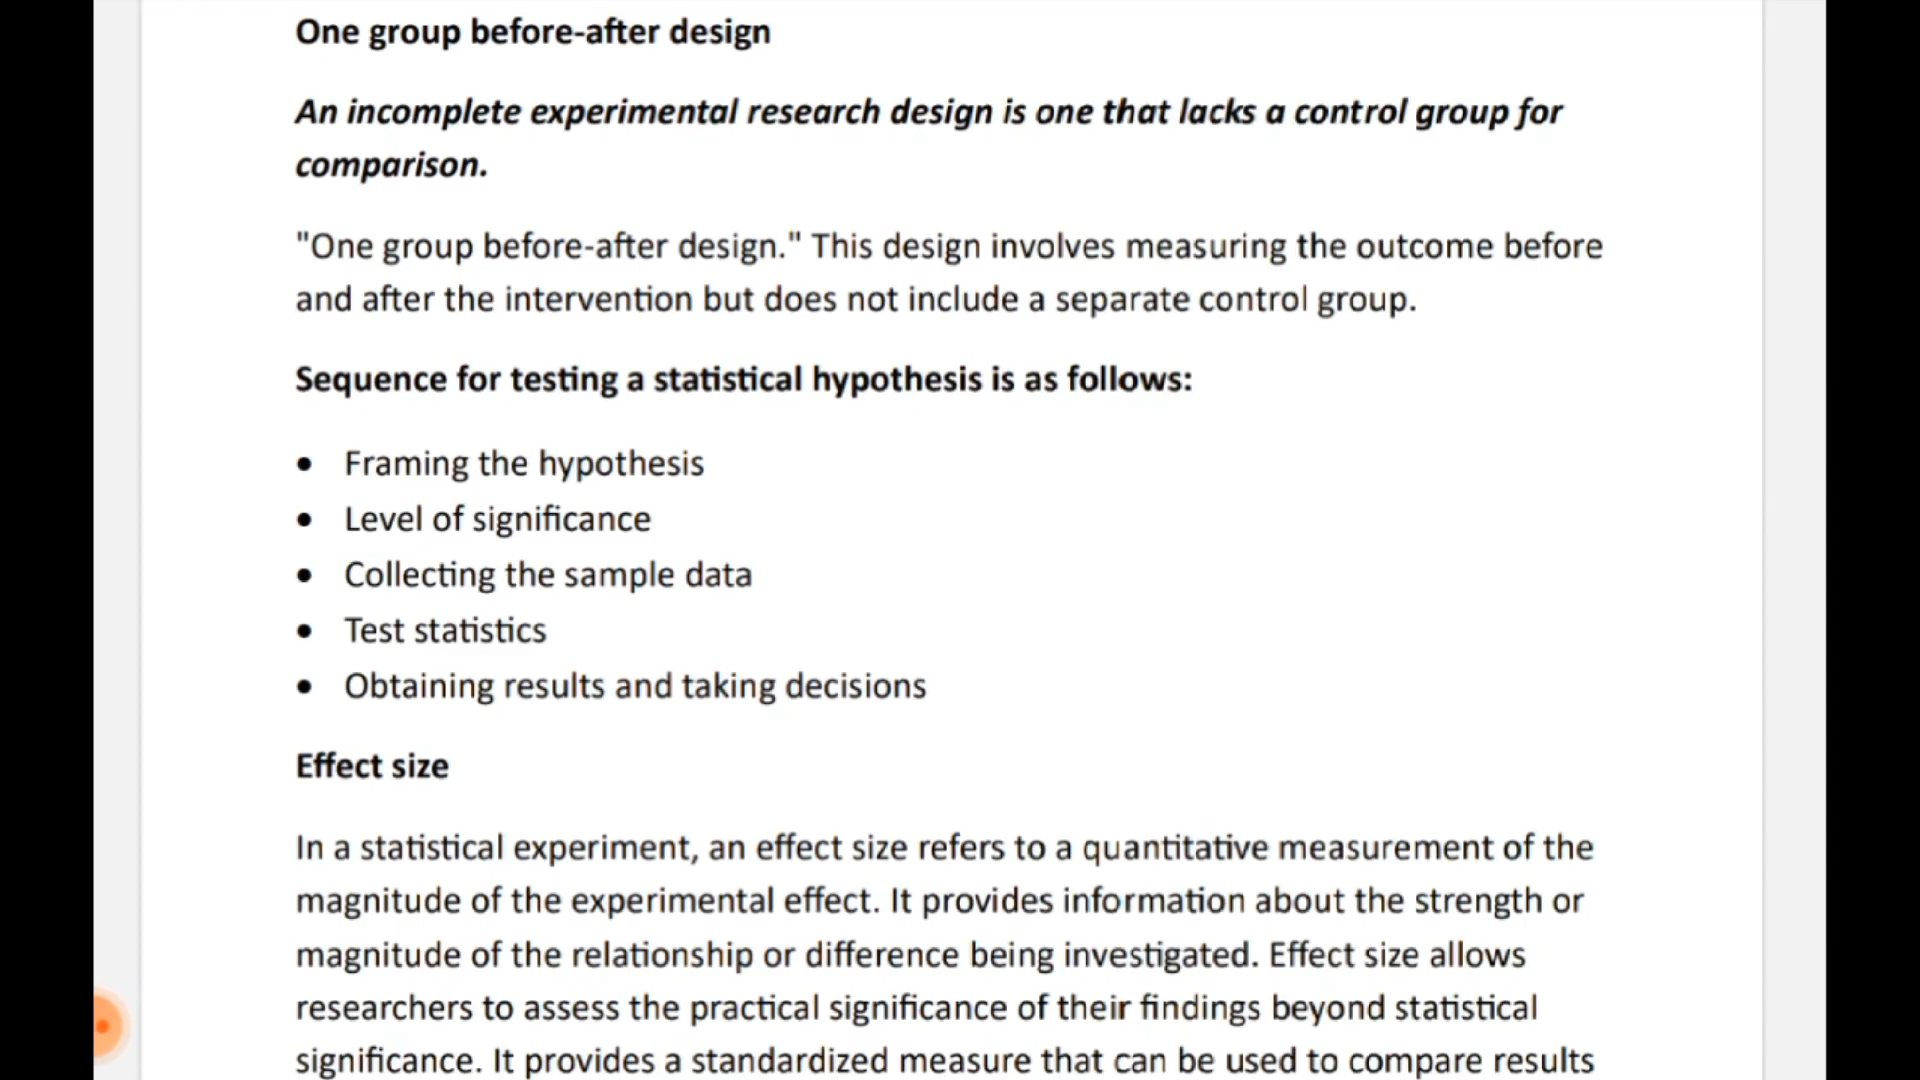 One group before-after design
An incomplete experimental research design is one that lacks a control group for
comparison.
"One group before-after design." This design involves measuring the outcome before
and after the intervention but does not include a separate control group.
Sequence for testing a statistical hypothesis is as follows:
• Framing the hypothesis
• Level of significance
• Collecting the sample data
• Test statistics
• Obtaining results and taking decisions
Effect size
In a statistical experiment, an effect size refers to a quantitative measurement of the
magnitude of the experimental effect. It provides information about the strength or
magnitude of the relationship or difference being investigated. Effect size allows
researchers to assess the practical significance of their findings beyond statistical
significance. It provides a standardized measure that can be used to compare results